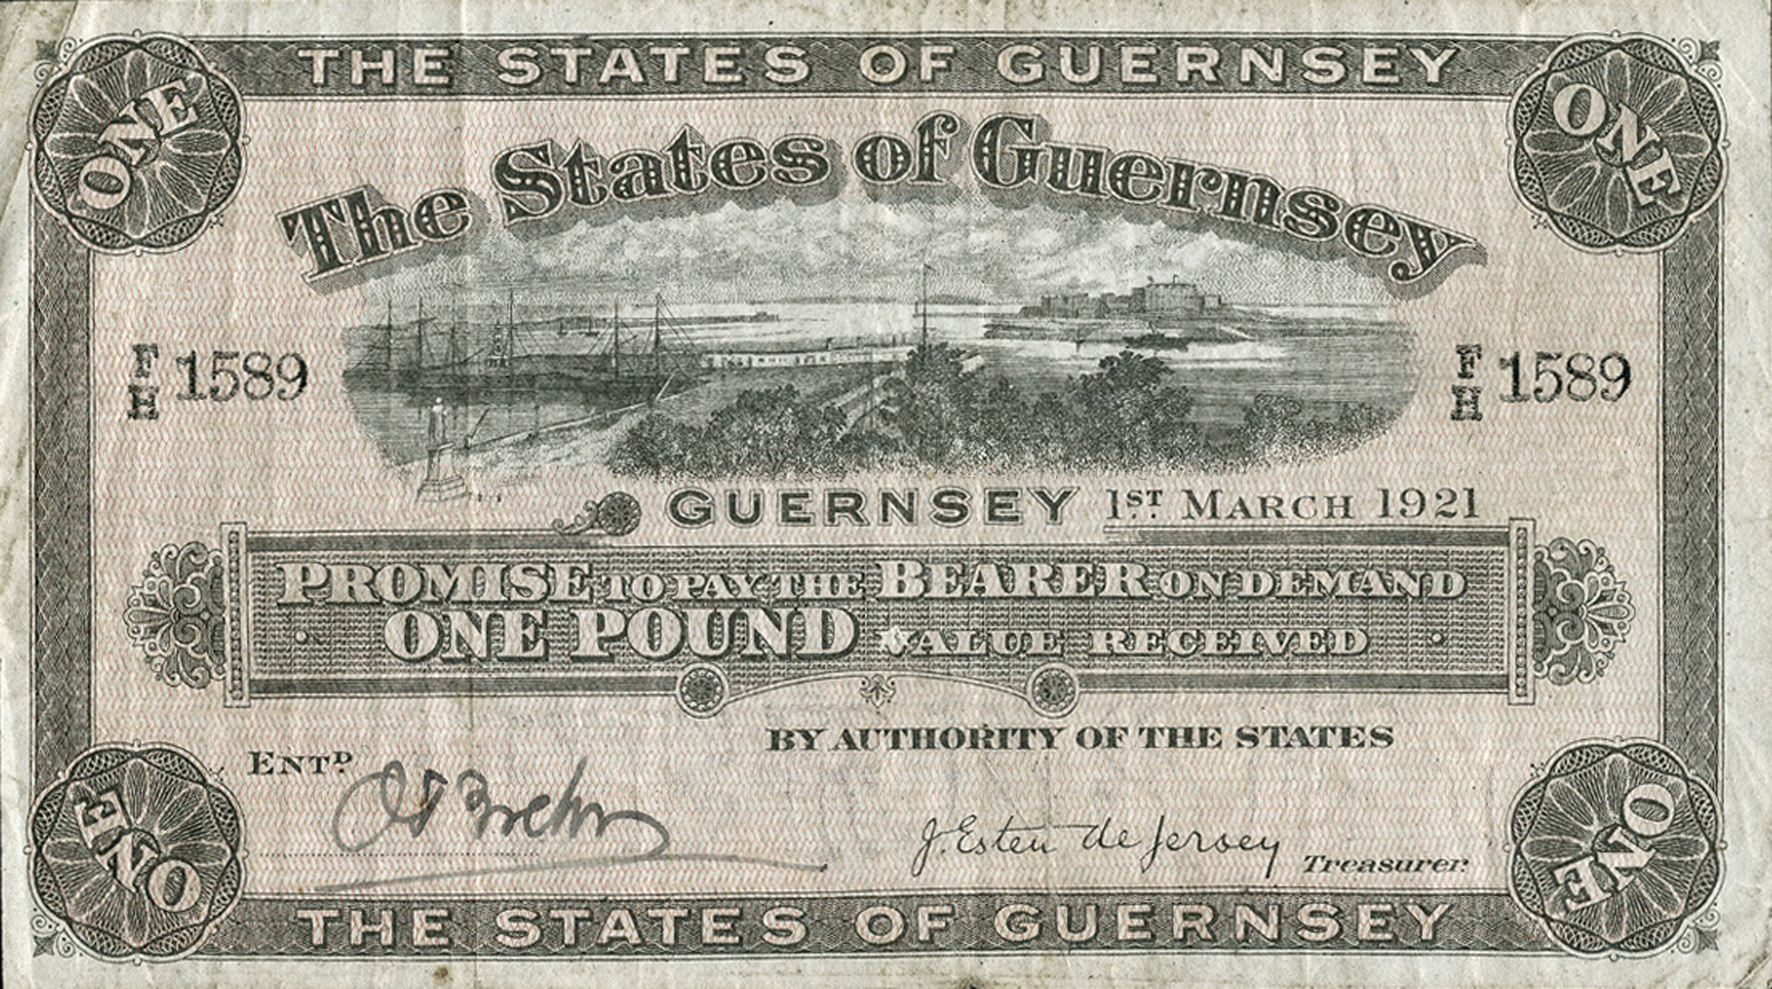 THE STATES OF GUERNSEY
ONE
ONE
The States of Guernsey
F/H 1589
F/H 1589
GUERNSEY 1ST MARCH 1921
PROMISE TO PAY THE BEARER ON DEMAND
ONE POUND VALUE RECEIVED
BY AUTHORITY OF THE STATES
ENTD.
J. Esten de Jersey Treasurer.
ONE
ONE
THE STATES OF GUERNSEY